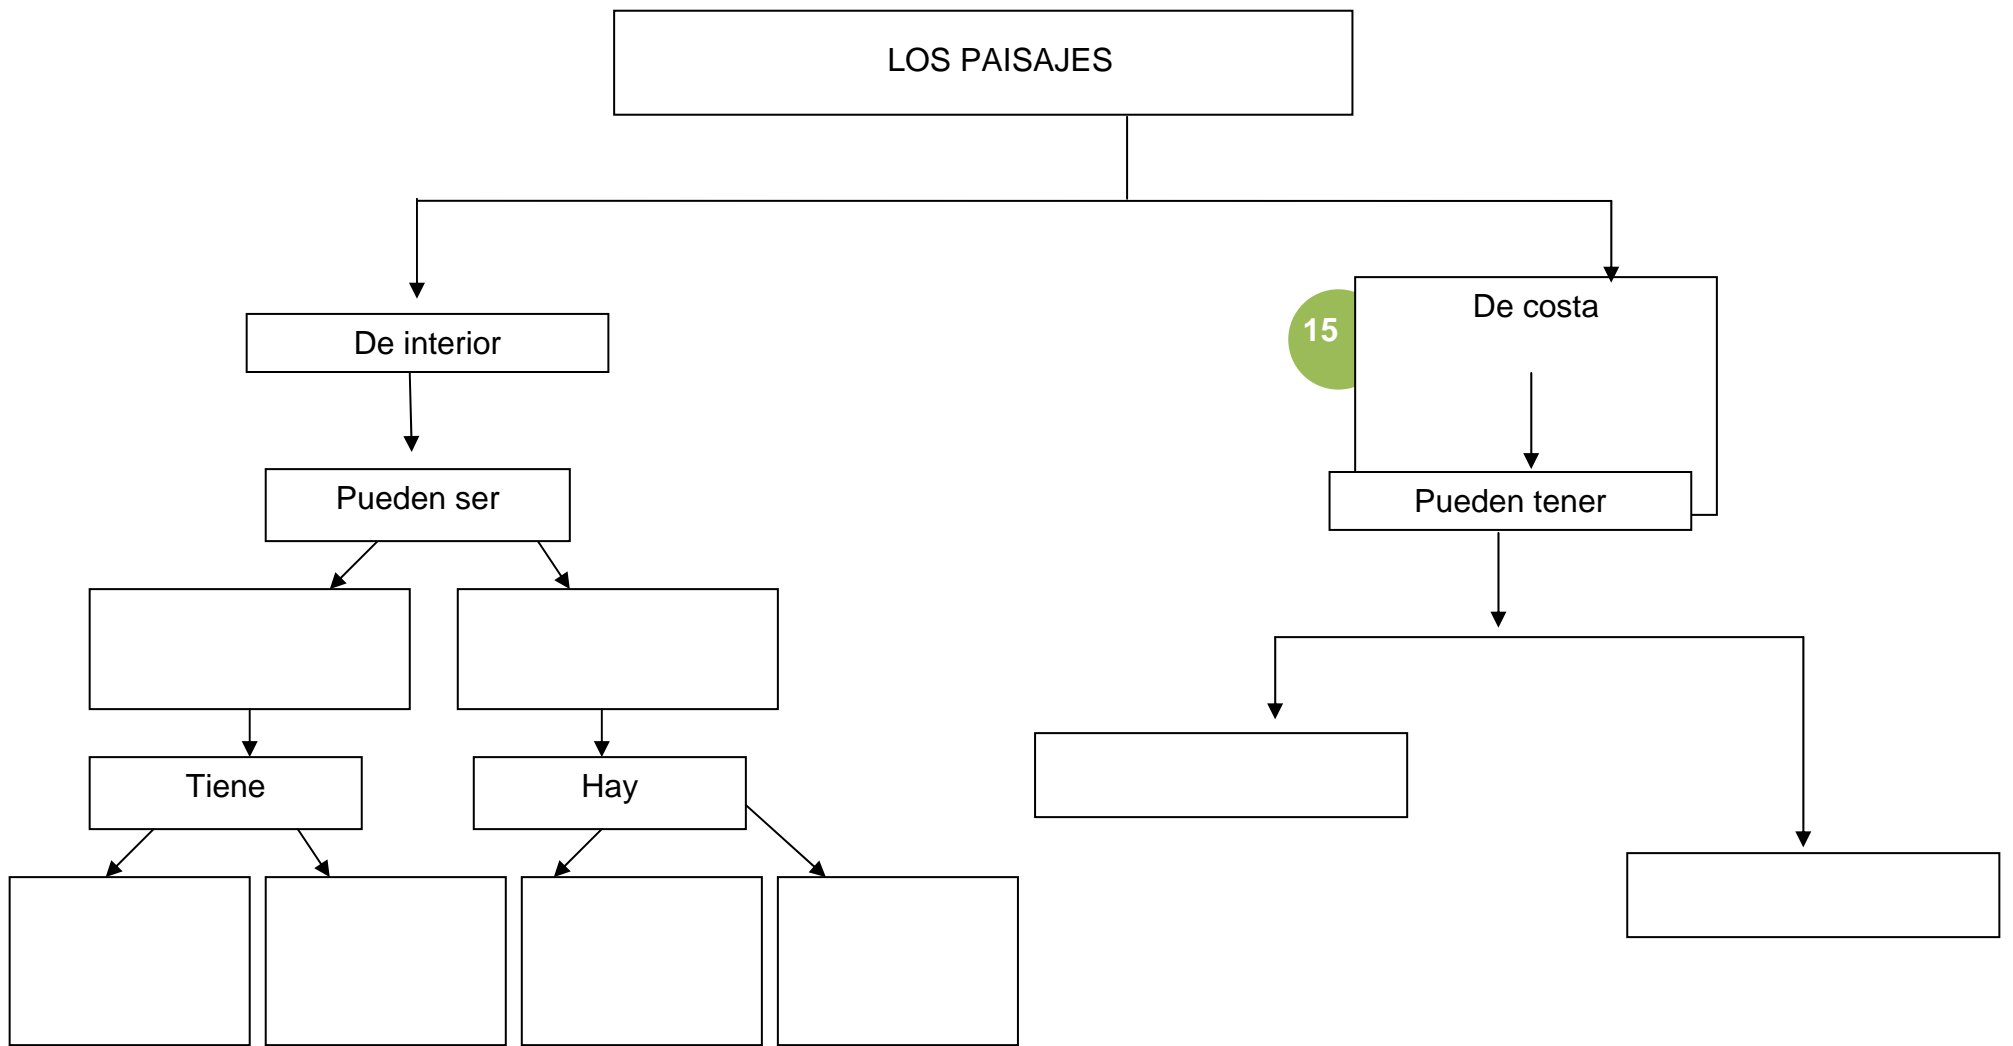 LOS PAISAJES
De interior
De costa
15
Pueden ser
Pueden tener
Tiene
Hay